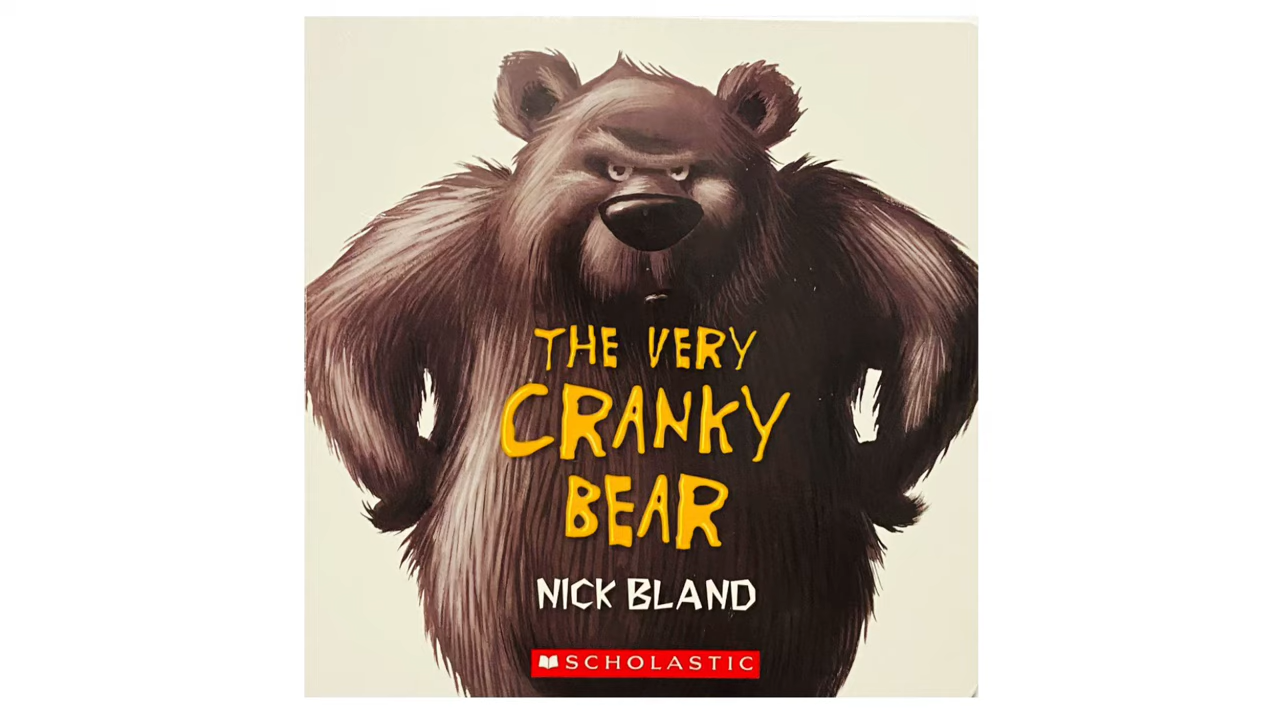 THE VERY
CRANKY
BEAR
NICK BLAND
SCHOLASTIC